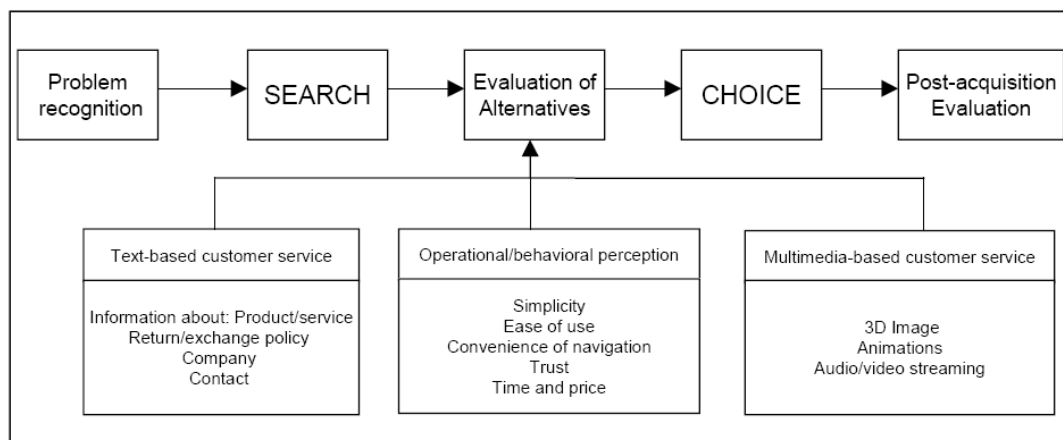 Problem
recognition
SEARCH
Evaluation of
Alternatives
CHOICE
Post-acquisition
Evaluation
Text-based customer service
Information about: Product/service
Return/exchange policy
Company
Contact
Operational/behavioral perception
Simplicity
Ease of use
Convenience of navigation
Trust
Time and price
Multimedia-based customer service
3D Image
Animations
Audio/video streaming